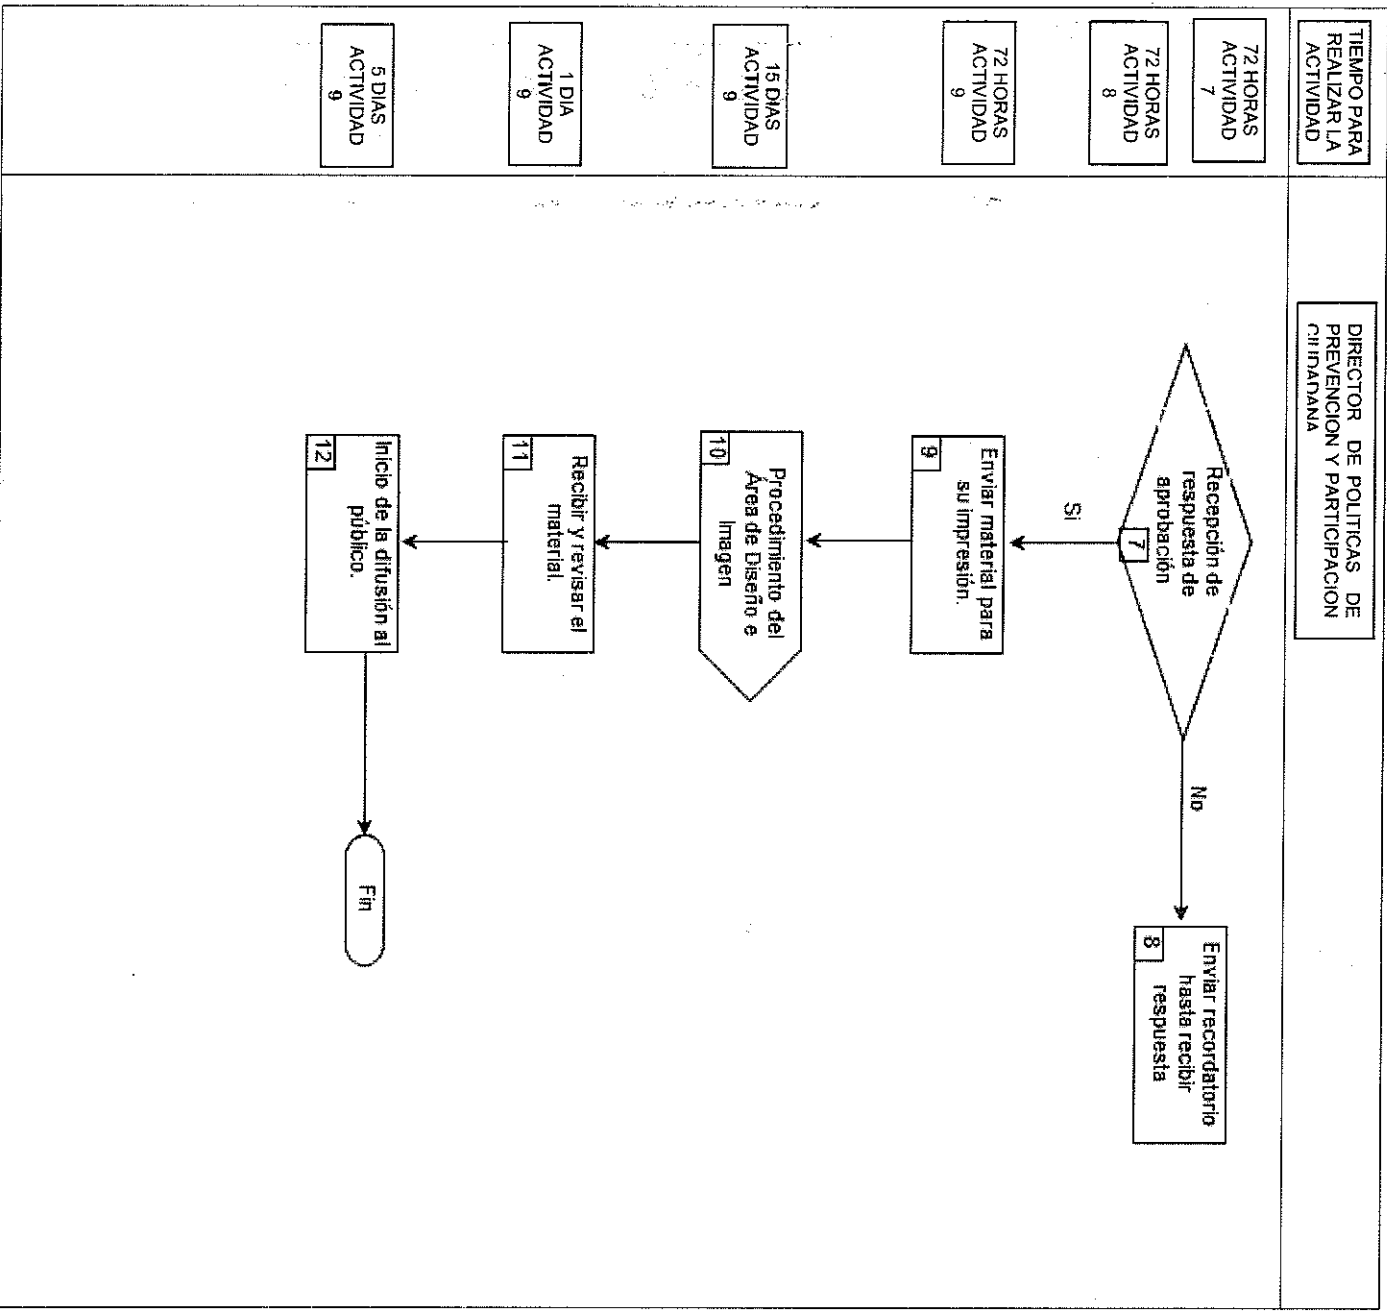 TIEMPO PARA
REALIZAR LA
ACTIVIDAD
DIRECTOR DE POLITICAS DE
PREVENCION Y PARTICIPACION
CIUDADANA
72 HORAS
ACTIVIDAD
7
72 HORAS
ACTIVIDAD
8
72 HORAS
ACTIVIDAD
9
15 DIAS
ACTIVIDAD
9
1 DIA
ACTIVIDAD
9
5 DIAS
ACTIVIDAD
9
Recepción de
respuesta de
aprobación
7
No
Enviar recordatorio
hasta recibir
respuesta
8
Si
Enviar material para
su impresión.
9
Procedimiento del
Área de Diseño e
Imagen
10
Recibir y revisar el
material.
11
Inicio de la difusión al
público.
12
Fin